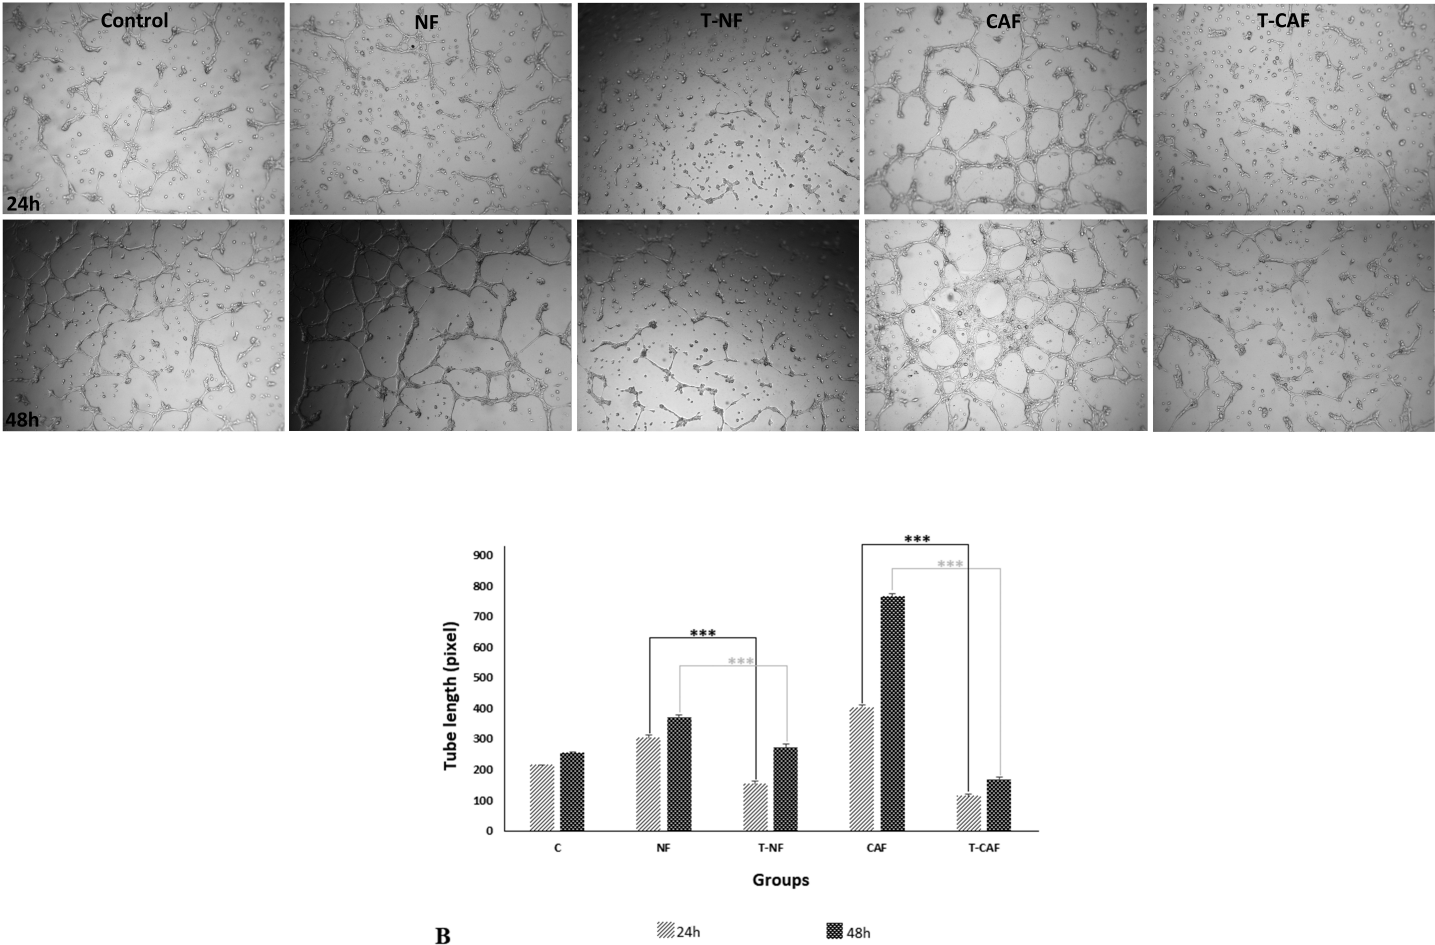 Control NF T-NF CAF T-CAF
24h
48h
***
***
***
***
900
800
700
600
500
400
300
200
100
0
Tube length (pixel)
C NF T-NF CAF T-CAF
Groups
B
24h 48h